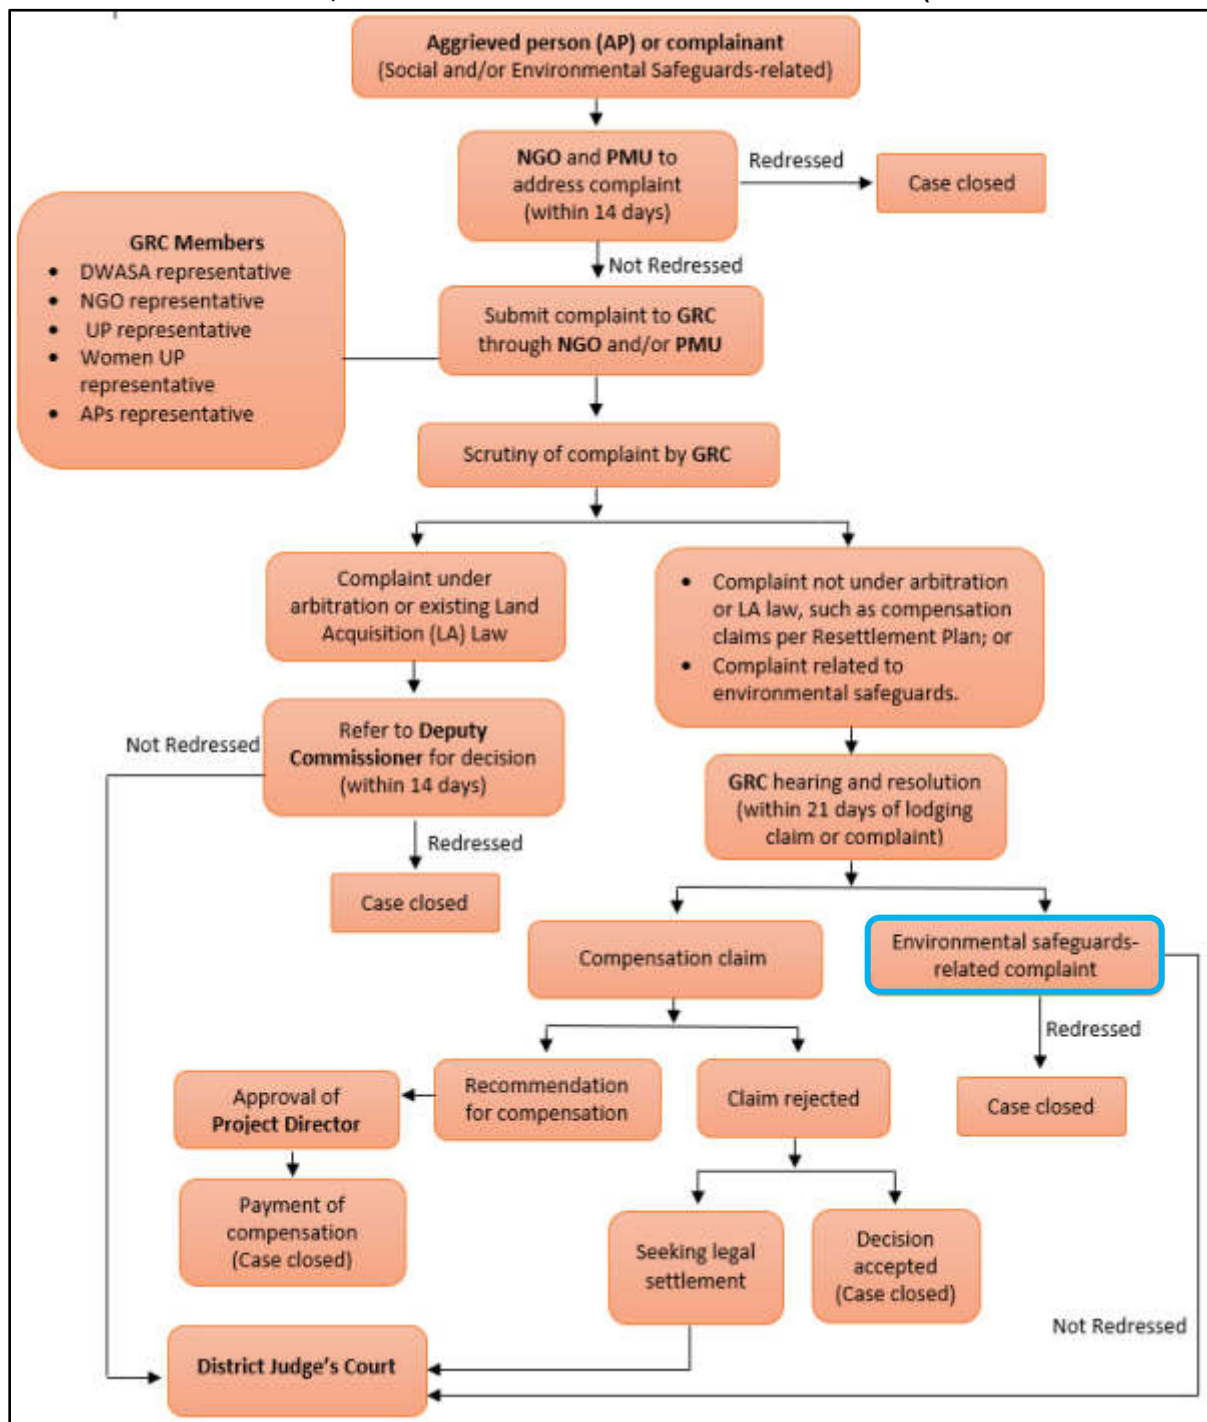 Aggrieved person (AP) or complainant
(Social and/or Environmental Safeguards-related)
NGO and PMU to
address complaint
(within 14 days)
Redressed
Case closed
Not Redressed
GRC Members
• DWASA representative
• NGO representative
• UP representative
• Women UP
representative
• APs representative
Submit complaint to GRC
through NGO and/or PMU
Scrutiny of complaint by GRC
Complaint under
arbitration or existing Land
Acquisition (LA) Law
• Complaint not under arbitration
or LA law, such as compensation
claims per Resettlement Plan; or
• Complaint related to
environmental safeguards.
Not Redressed
Refer to Deputy
Commissioner for decision
(within 14 days)
GRC hearing and resolution
(within 21 days of lodging
claim or complaint)
Redressed
Case closed
Compensation claim
Environmental safeguards-
related complaint
Redressed
Approval of
Project Director
Recommendation
for compensation
Claim rejected
Case closed
Payment of
compensation
(Case closed)
Seeking legal
settlement
Decision
accepted
(Case closed)
Not Redressed
District Judge's Court